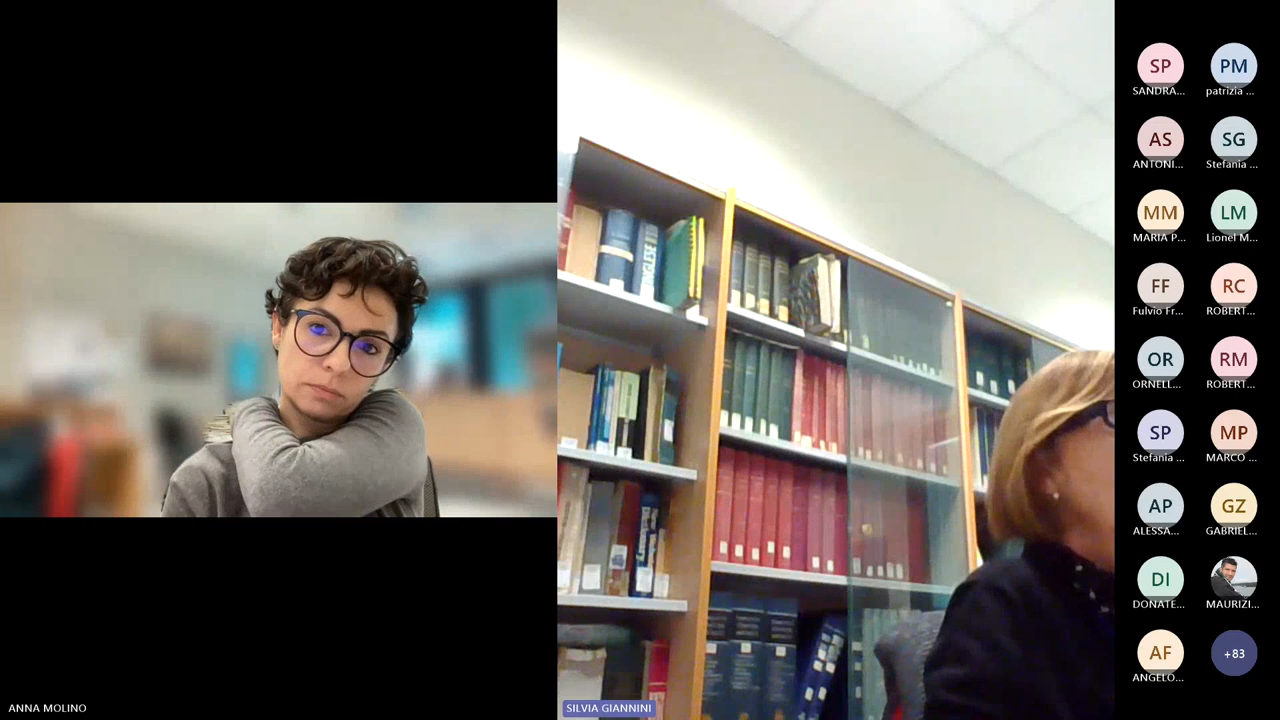 ANNA MOLINO
SILVIA GIANNINI
INGLESE
SP PM
SANDRA... patrizia ...
AS SG
ANTONI... Stefania ...
MM LM
MARIA P... Lionel M...
FF RC
Fulvio Fr... ROBERT...
OR RM
ORNELL... ROBERT...
SP MP
Stefania ... MARCO ...
AP GZ
ALESSA... GABRIEL...
DI
DONATE... MAURIZI...
AF +83
ANGELO...